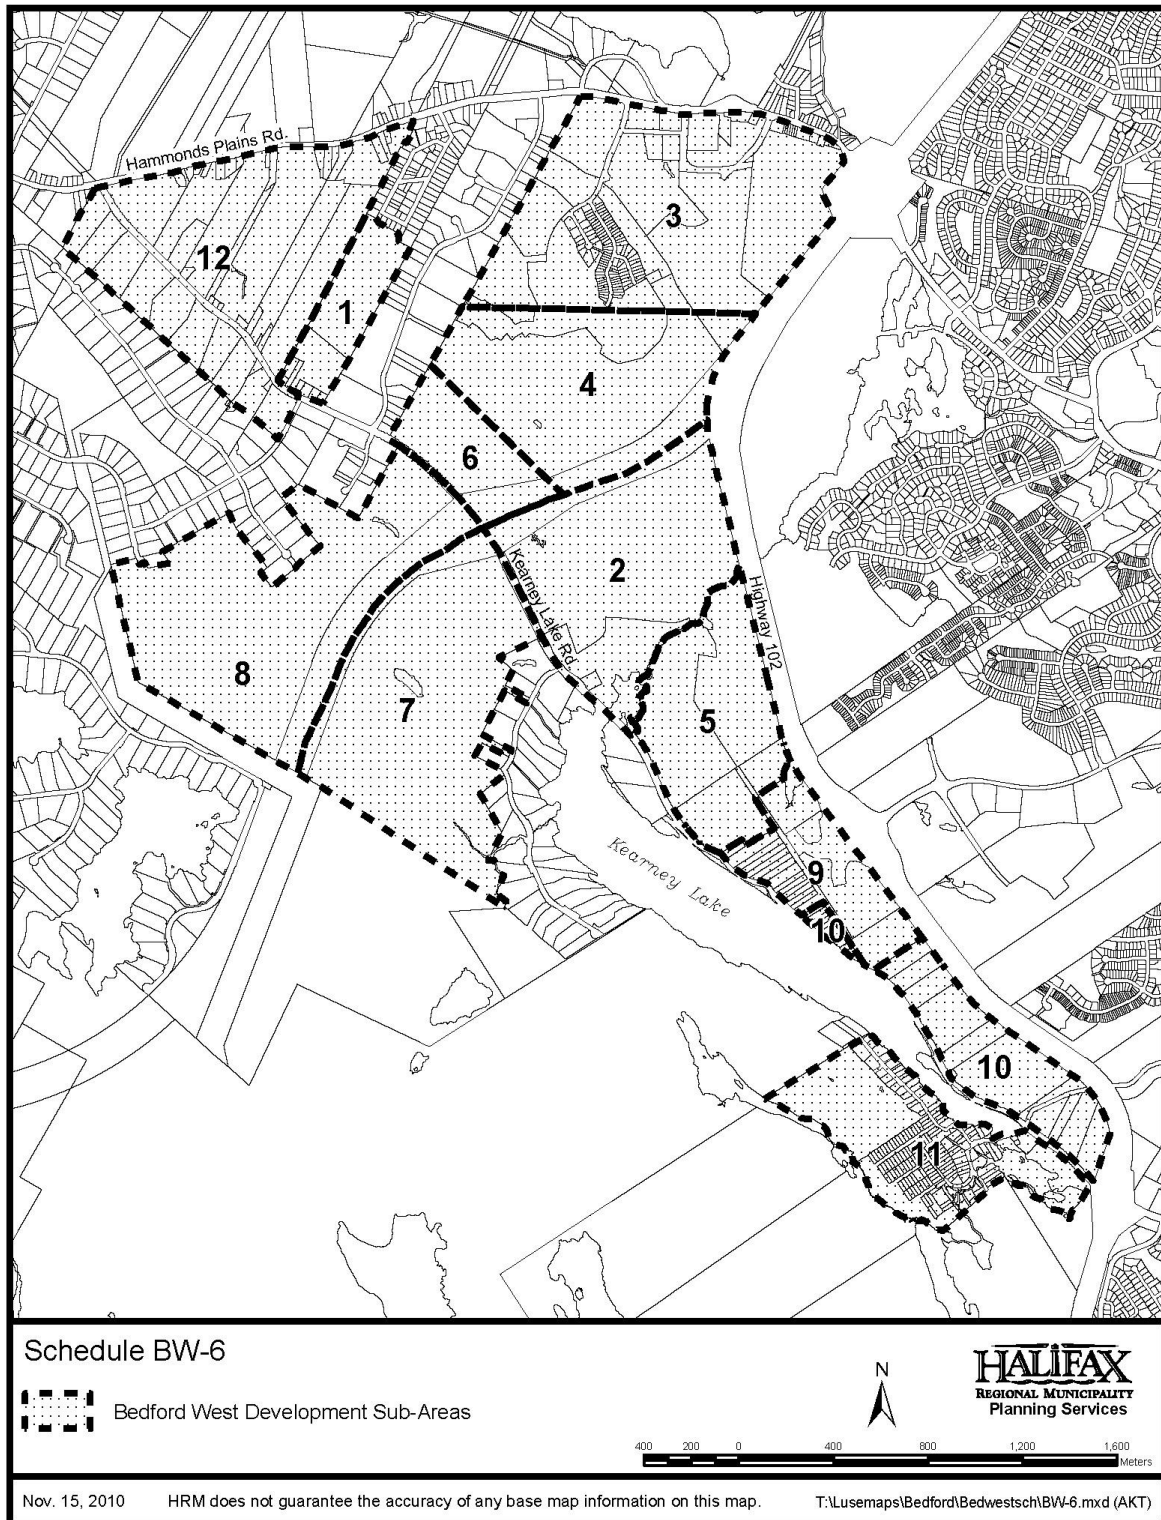 Hammonds Plains Rd.
3
12
1
4
6
2
Kearney Lake Rd.
Highway 102
8
7
5
Kearney Lake
9
10
10
11
Schedule BW-6
Bedford West Development Sub-Areas
N
HALIFAX
REGIONAL MUNICIPALITY
Planning Services
400 200 0 400 800 1,200 1,600
Meters
Nov. 15, 2010 HRM does not guarantee the accuracy of any base map information on this map. T:\Lusemaps\Bedford\Bedwestsch\BW-6.mxd (AKT)